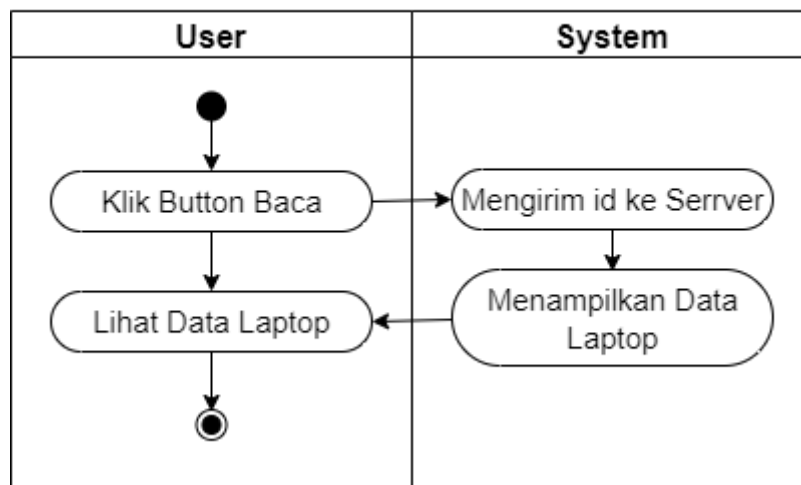 User
System
Klik Button Baca
Mengirim id ke Serrver
Lihat Data Laptop
Menampilkan Data
Laptop